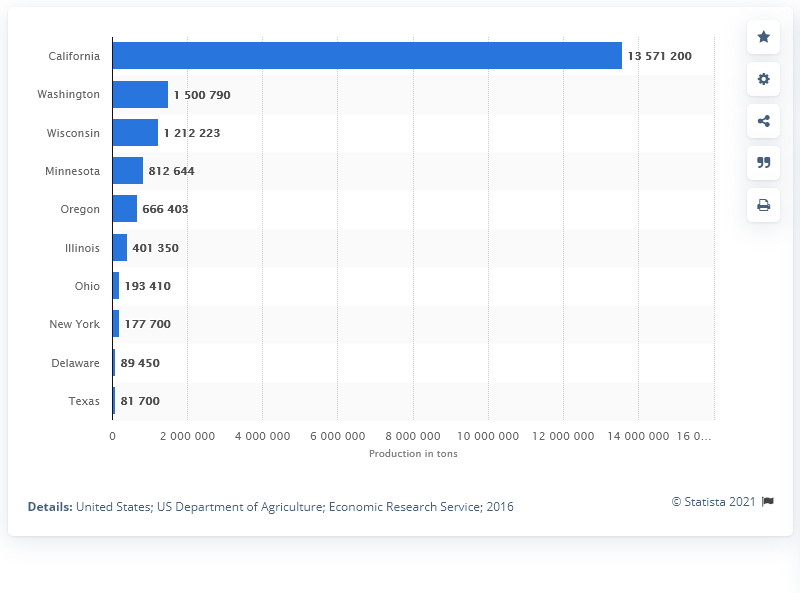 California 13 571 200
Washington 1 500 790
Wisconsin 1 212 223
Minnesota 812 644
Oregon 666 403
Illinois 401 350
Ohio 193 410
New York 177 700
Delaware 89 450
Texas 81 700
0 2 000 000 4 000 000 6 000 000 8 000 000 10 000 000 12 000 000 14 000 000 16 0...
Production in tons
Details: United States; US Department of Agriculture; Economic Research Service; 2016
© Statista 2021